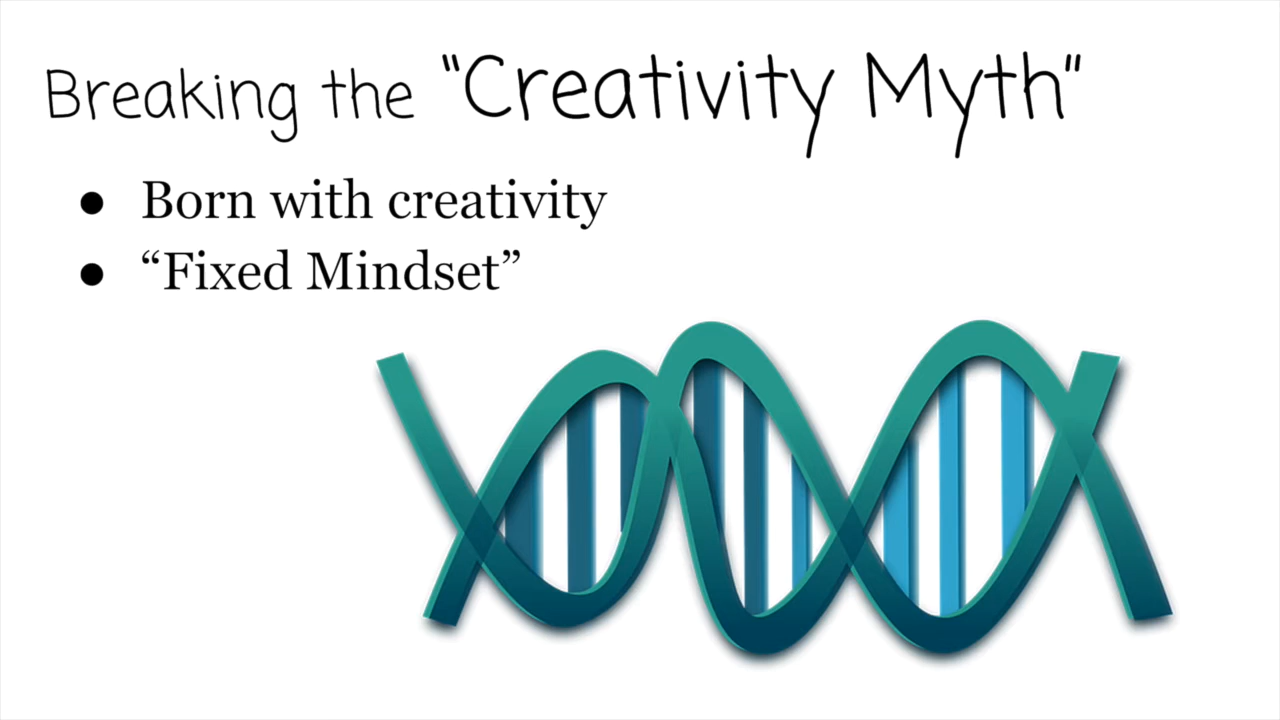 Breaking the "Creativity Myth"
● Born with creativity
● “Fixed Mindset”